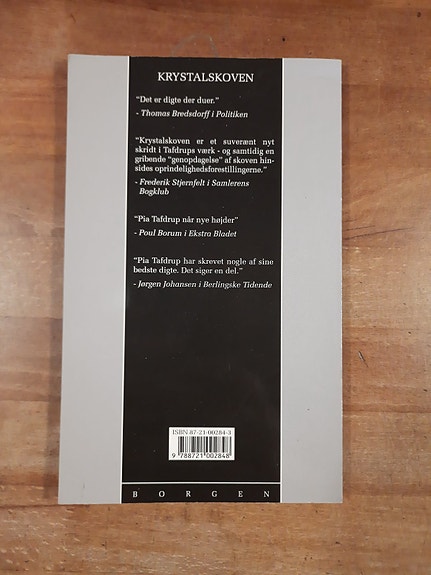 KRYSTALSKOVEN
"Det er digte der duer."
- Thomas Bredsdorff i Politiken
"Krystalskoven er et suverænt nyt
skridt i Tafdrups værk - og samtidig en
gribende "genopdagelse" af skoven hin-
sides oprindelighedsforestillingerne."
- Frederik Stjernfelt i Samlerens
Bogklub
"Pia Tafdrup når nye højder"
- Poul Borum i Ekstra Bladet
"Pia Tafdrup har skrevet nogle af sine
bedste digte. Det siger en del."
- Jørgen Johansen i Berlingske Tidende
ISBN 87-21-00284-3
9 788721 002848
BORGEN